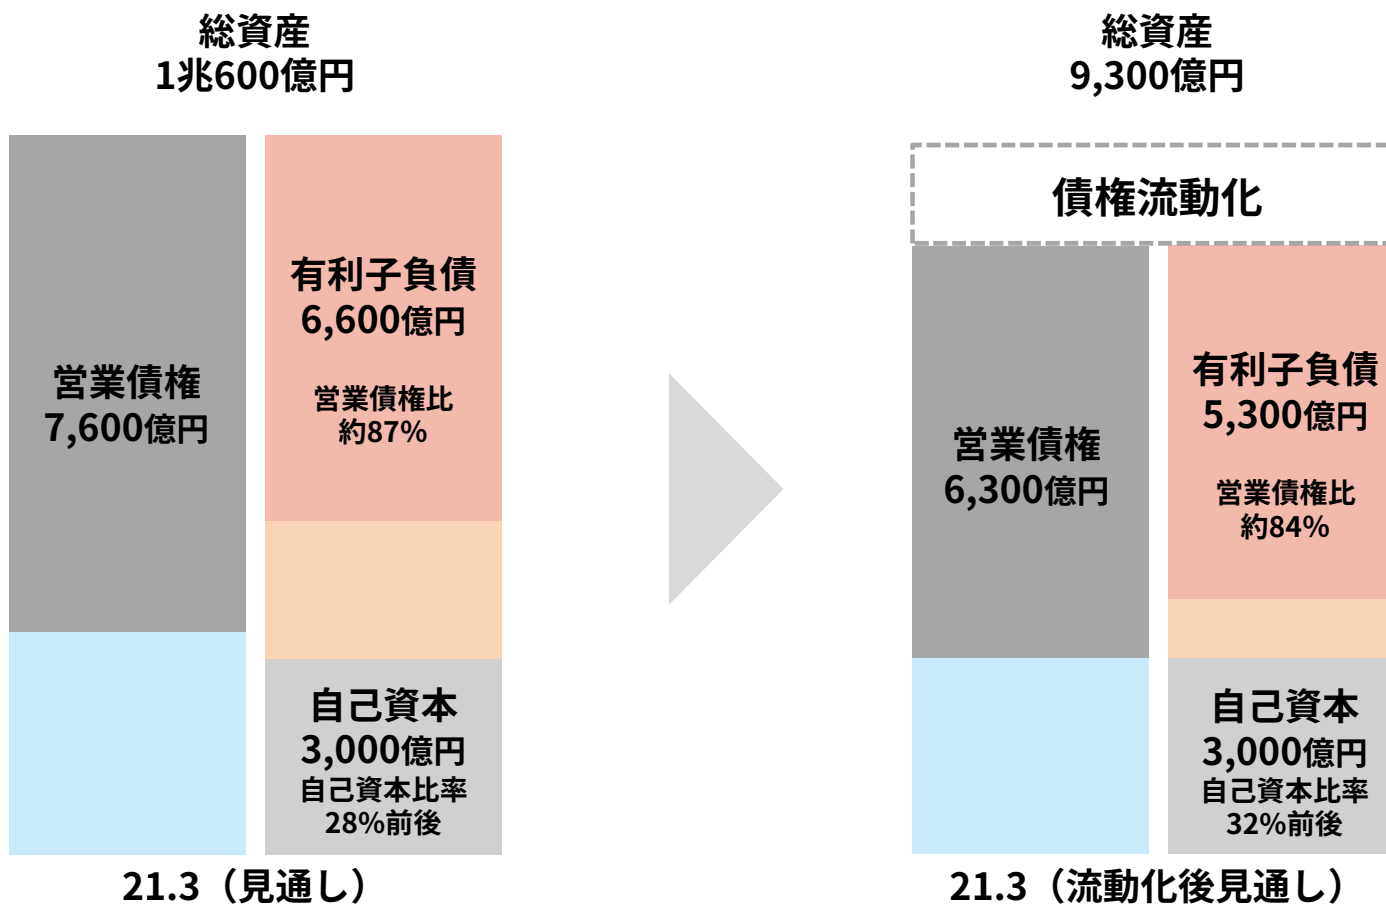 総資産
1兆600億円
営業債権
7,600億円
有利子負債
6,600億円
営業債権比
約87%
自己資本
3,000億円
自己資本比率
28%前後
21.3（見通し）
総資産
9,300億円
債権流動化
営業債権
6,300億円
有利子負債
5,300億円
営業債権比
約84%
自己資本
3,000億円
自己資本比率
32%前後
21.3（流動化後見通し）